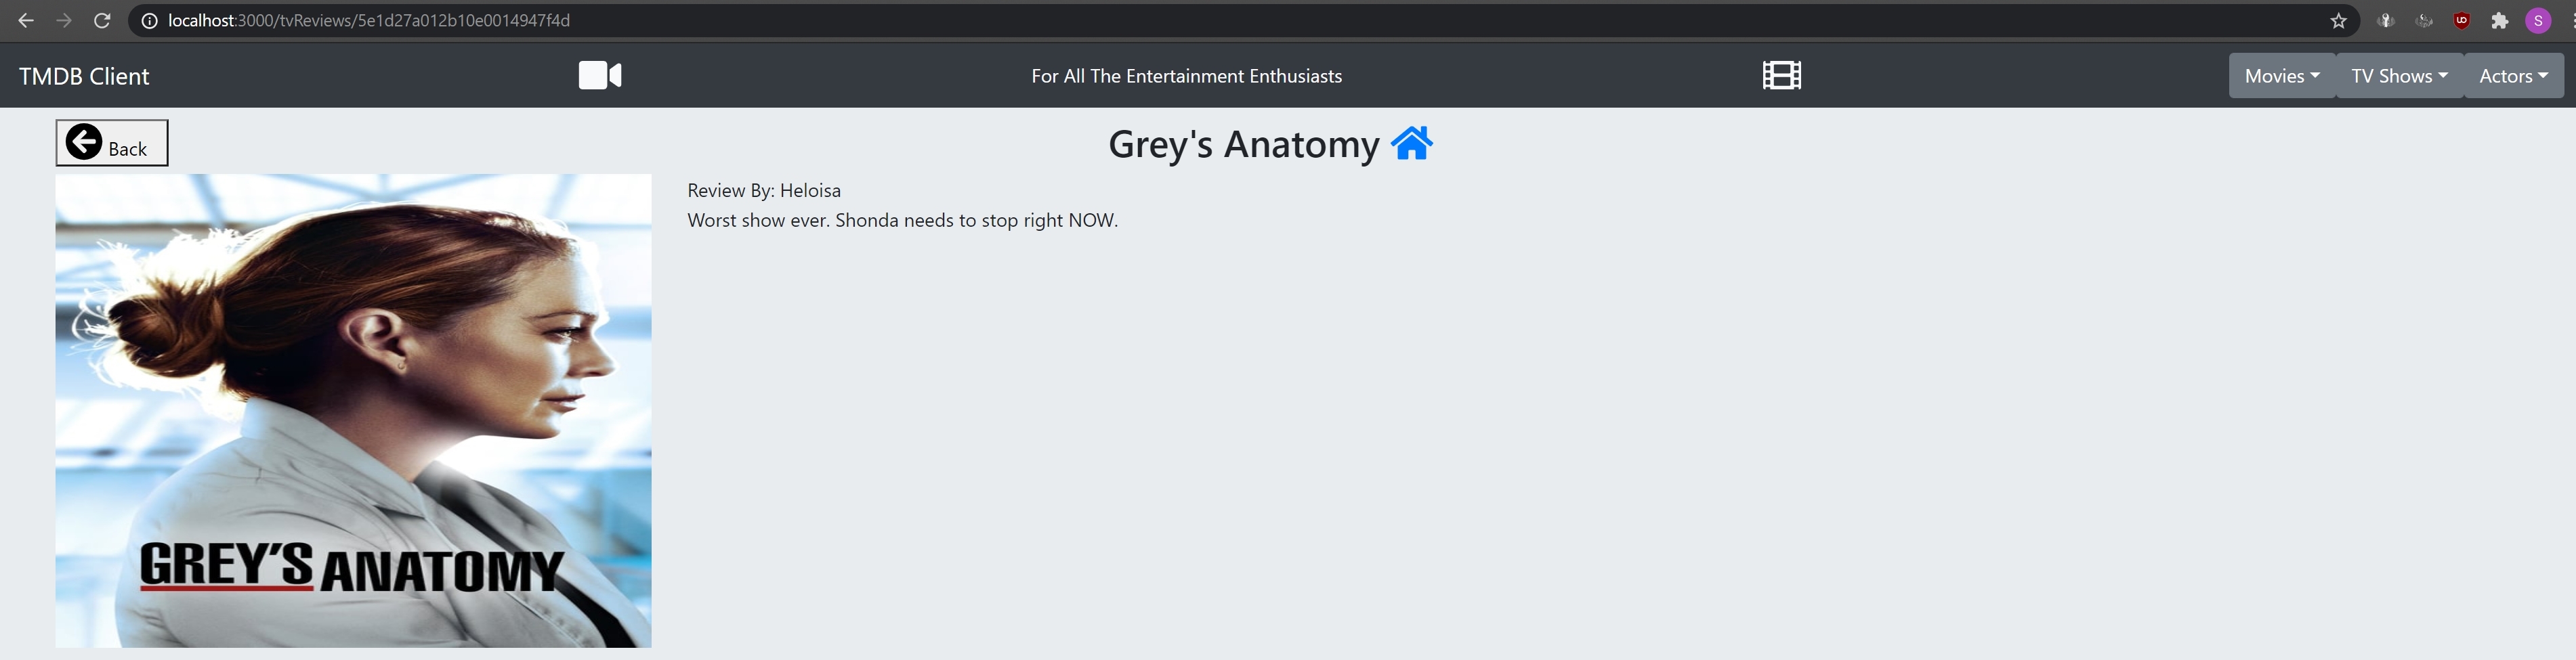 localhost:3000/tvReviews/5e1d27a012b10e0014947f4d
S
TMDB Client
For All The Entertainment Enthusiasts
Movies
TV Shows
Actors
Back
Grey's Anatomy
Review By: Heloisa
Worst show ever. Shonda needs to stop right NOW.
GREY'S ANATOMY